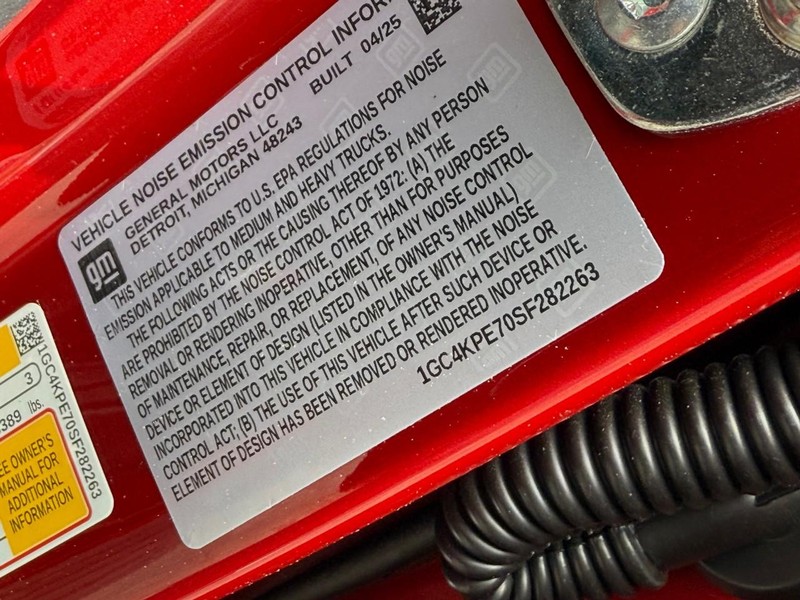 VEHICLE NOISE EMISSION CONTROL INFOR
GENERAL MOTORS LLC
DETROIT, MICHIGAN 48243 BUILT 04/25
gm
THIS VEHICLE CONFORMS TO U.S. EPA REGULATIONS FOR NOISE
EMISSION APPLICABLE TO MEDIUM AND HEAVY TRUCKS.
THE FOLLOWING ACTS OR THE CAUSING THEREOF BY ANY PERSON
ARE PROHIBITED BY THE NOISE CONTROL ACT OF 1972: (A) THE
REMOVAL OR RENDERING INOPERATIVE, OTHER THAN FOR PURPOSES
OF MAINTENANCE, REPAIR, OR REPLACEMENT, OF ANY NOISE CONTROL
DEVICE OR ELEMENT OF DESIGN (LISTED IN THE OWNER'S MANUAL)
INCORPORATED INTO THIS VEHICLE IN COMPLIANCE WITH THE NOISE
CONTROL ACT; (B) THE USE OF THIS VEHICLE AFTER SUCH DEVICE OR
ELEMENT OF DESIGN HAS BEEN REMOVED OR RENDERED INOPERATIVE.
1GC4KPE70SF282263
3
389 lbs.
EE OWNER'S
MANUAL FOR
ADDITIONAL
INFORMATION
1GC4KPE70SF282263